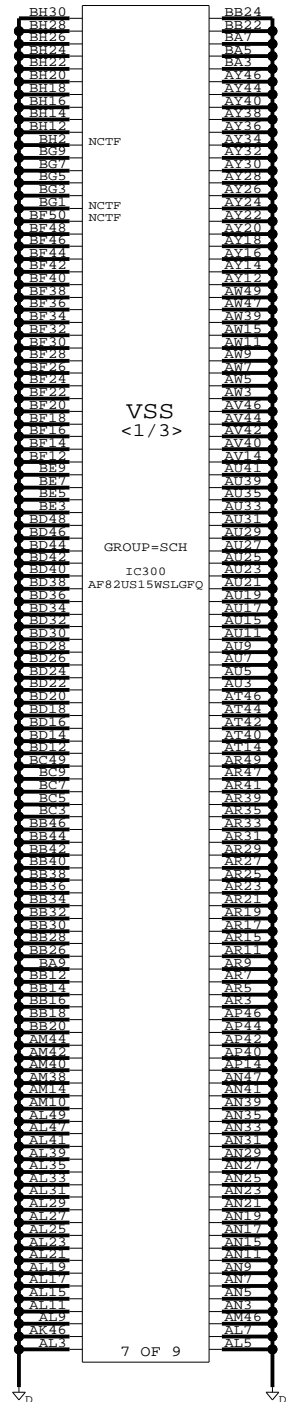 BH30
BH28
BH26
BH24
BH22
BH20
BH18
BH16
BH14
BH12
BH2
BG9
BG7
BG5
BG3
BG1
BF50
BF48
BF46
BF44
BF42
BF40
BF38
BF36
BF34
BF32
BF30
BF28
BF26
BF24
BF22
BF20
BF18
BF16
BF14
BF12
BE9
BE7
BE5
BE3
BD48
BD46
BD44
BD42
BD40
BD38
BD36
BD34
BD32
BD30
BD28
BD26
BD24
BD22
BD20
BD18
BD16
BD14
BD12
BC49
BC9
BC7
BC5
BC3
BB46
BB44
BB42
BB40
BB38
BB36
BB34
BB32
BB30
BB28
BB26
BA9
BB12
BB14
BB16
BB18
BB20
AM44
AM42
AM40
AM38
AM14
AM10
AL49
AL47
AL41
AL39
AL35
AL33
AL31
AL29
AL27
AL25
AL23
AL21
AL19
AL17
AL15
AL11
AL9
AK46
AL3
NCTF
NCTF
NCTF
VSS
<1/3>
GROUP=SCH
IC300
AF82US15WSLGFQ
7 OF 9
BB24
BB22
BA7
BA5
BA3
AY46
AY44
AY40
AY38
AY36
AY34
AY32
AY30
AY28
AY26
AY24
AY22
AY20
AY18
AY16
AY14
AY12
AW49
AW47
AW39
AW15
AW11
AW9
AW7
AW5
AW3
AV46
AV44
AV42
AV40
AV14
AU41
AU39
AU35
AU33
AU31
AU29
AU27
AU25
AU23
AU21
AU19
AU17
AU15
AU11
AU9
AU7
AU5
AU3
AT46
AT44
AT42
AT40
AT14
AR49
AR47
AR41
AR39
AR35
AR33
AR31
AR29
AR27
AR25
AR23
AR21
AR19
AR17
AR15
AR11
AR9
AR7
AR5
AR3
AP46
AP44
AP42
AP40
AP14
AN47
AN41
AN39
AN35
AN33
AN31
AN29
AN27
AN25
AN23
AN21
AN19
AN17
AN15
AN11
AN9
AN7
AN5
AN3
AM46
AL7
AL5
D
D